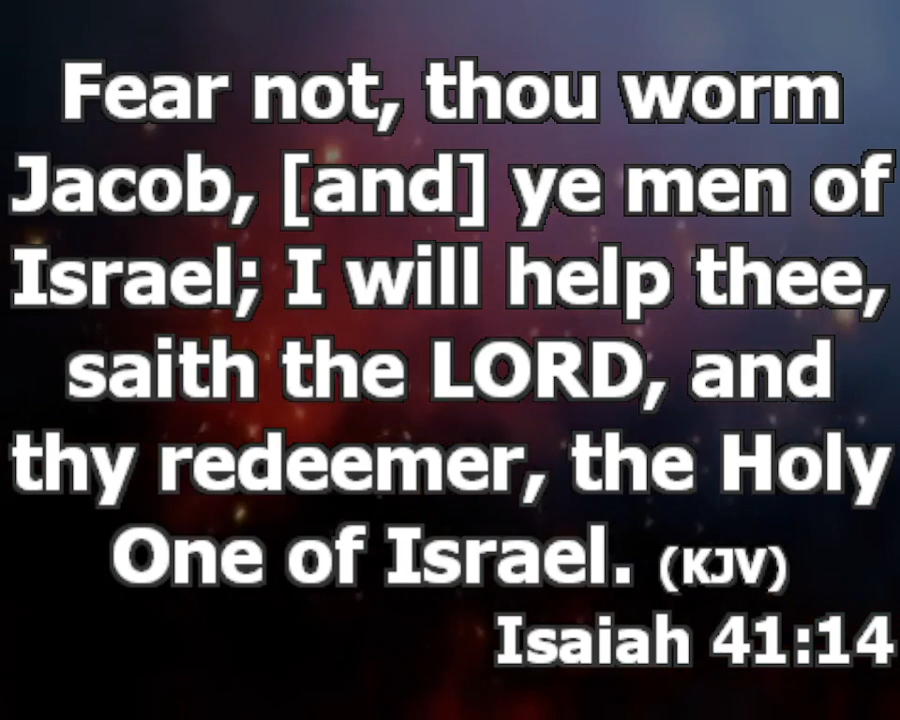 Fear not, thou worm
Jacob, [and] ye men of
Israel; I will help thee,
saith the LORD, and
thy redeemer, the Holy
One of Israel. (KJV)
Isaiah 41:14